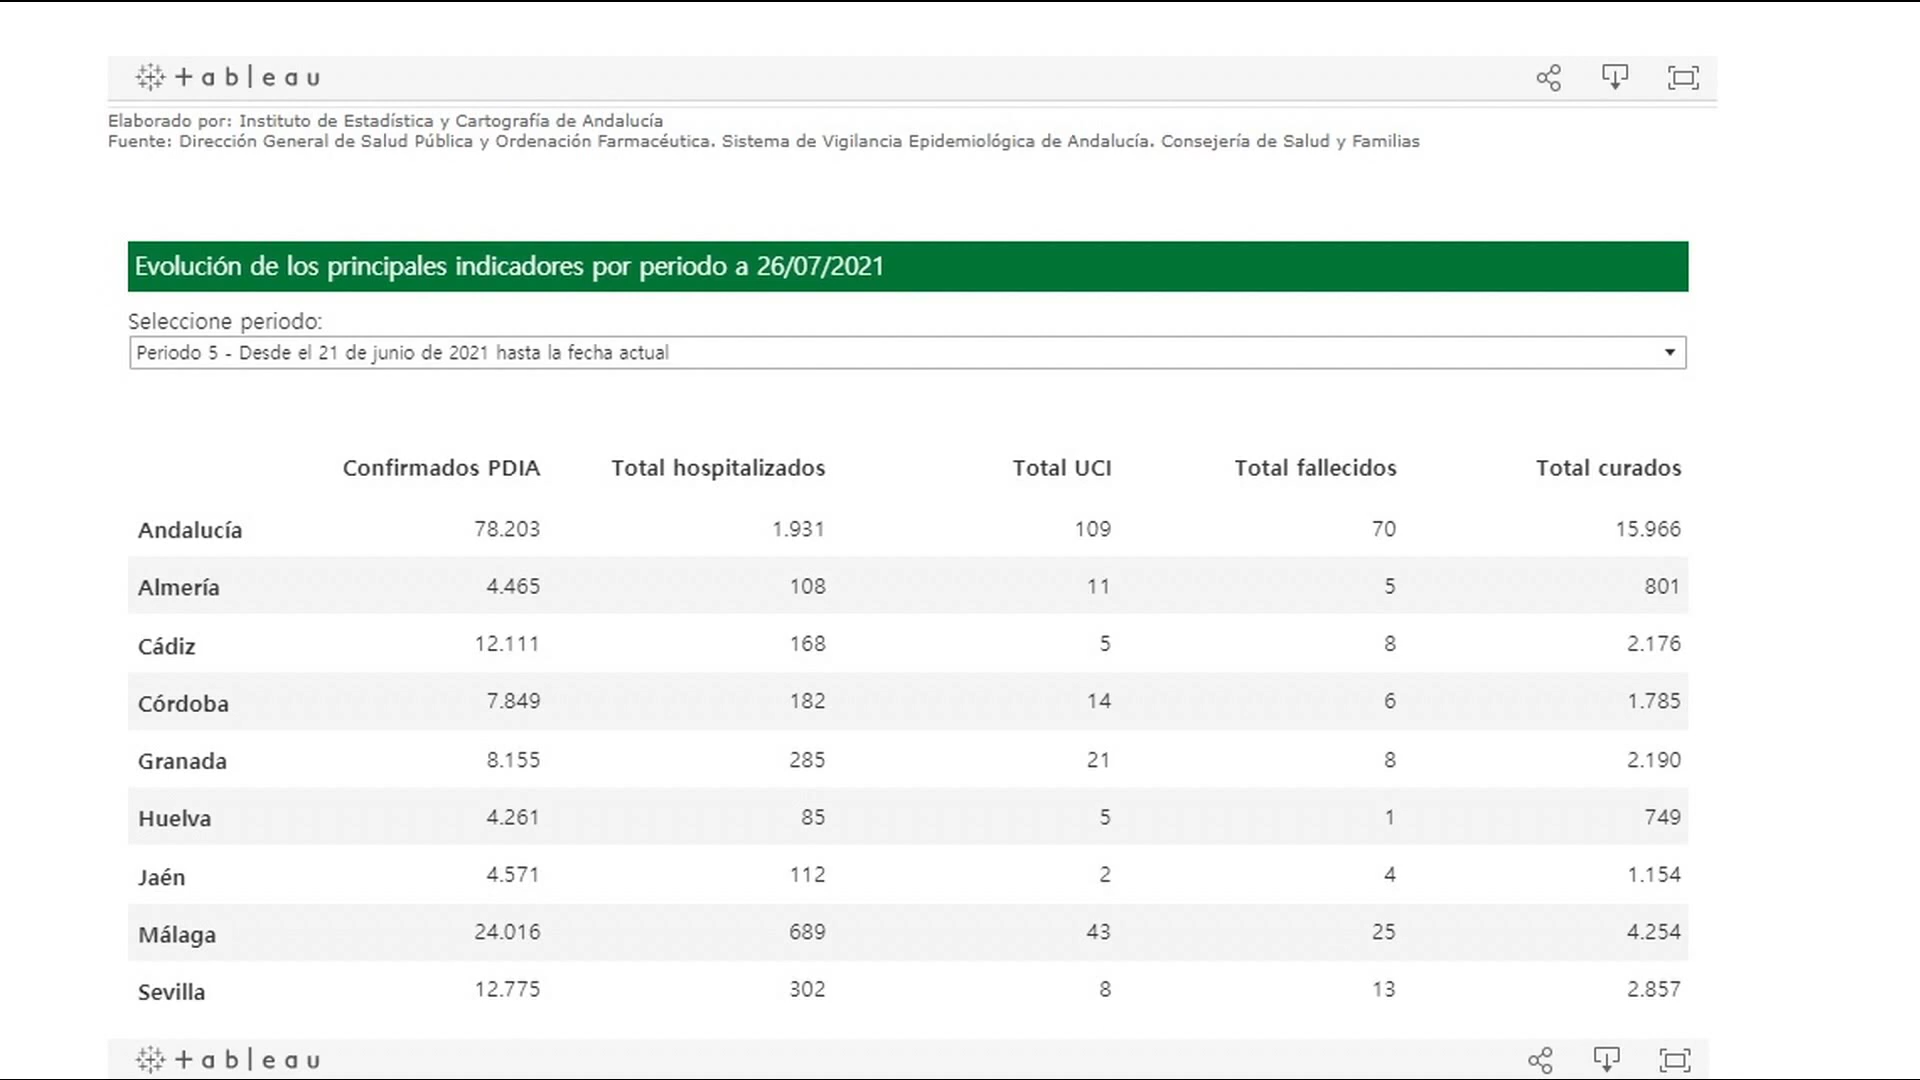 +ableau
Elaborado por: Instituto de Estadística y Cartografía de Andalucía
Fuente: Dirección General de Salud Pública y Ordenación Farmacéutica. Sistema de Vigilancia Epidemiológica de Andalucía. Consejería de Salud y Familias
Evolución de los principales indicadores por periodo a 26/07/2021
Seleccione periodo:
Periodo 5 - Desde el 21 de junio de 2021 hasta la fecha actual
Confirmados PDIA Total hospitalizados Total UCI Total fallecidos Total curados
Andalucía 78.203 1.931 109 70 15.966
Almería 4.465 108 11 5 801
Cádiz 12.111 168 5 8 2.176
Córdoba 7.849 182 14 6 1.785
Granada 8.155 285 21 8 2.190
Huelva 4.261 85 5 1 749
Jaén 4.571 112 2 4 1.154
Málaga 24.016 689 43 25 4.254
Sevilla 12.775 302 8 13 2.857
+ableau